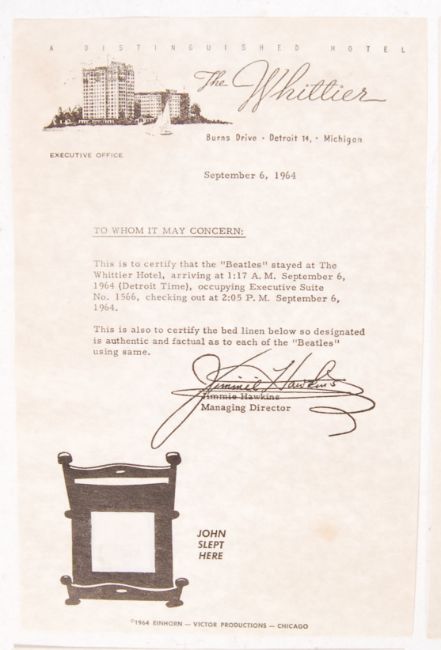 A DISTINGUISHED HOTEL
The Whittier
Burns Drive • Detroit 14, • Michigan
EXECUTIVE OFFICE
September 6, 1964
TO WHOM IT MAY CONCERN:
This is to certify that the "Beatles" stayed at The
Whittier Hotel, arriving at 1:17 A. M. September 6,
1964 (Detroit Time), occupying Executive Suite
No. 1566, checking out at 2:05 P. M. September 6,
1964.
This is also to certify the bed linen below so designated
is authentic and factual as to each of the "Beatles"
using same.
Jimmie Hawkins
Jimmie Hawkins
Managing Director
JOHN
SLEPT
HERE
©1964 EINHORN — VICTOR PRODUCTIONS — CHICAGO